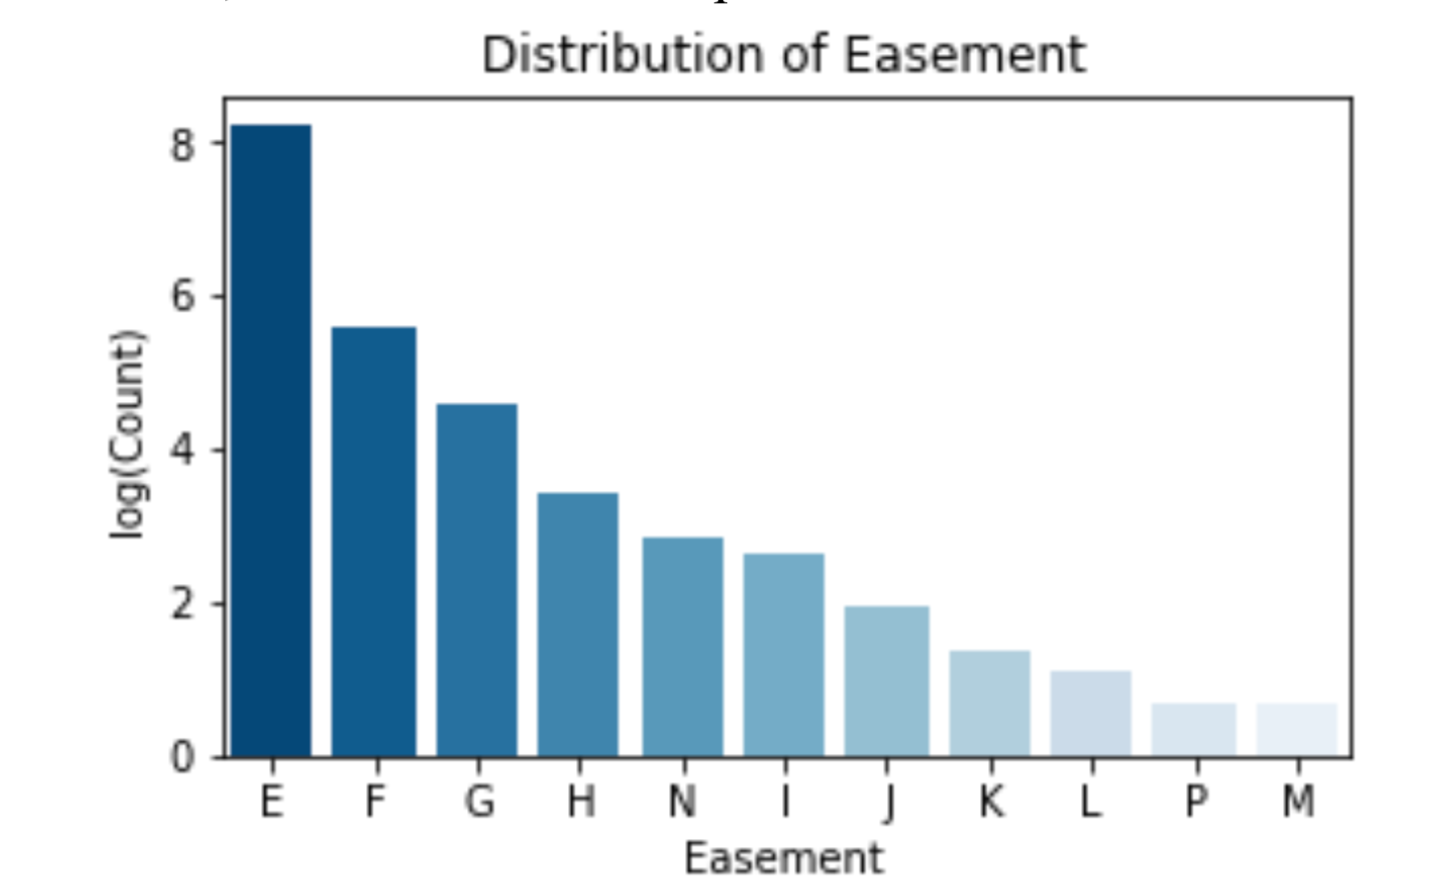 Distribution of Easement
8
6
4
2
0
log(Count)
E F G H N I J K L P M
Easement